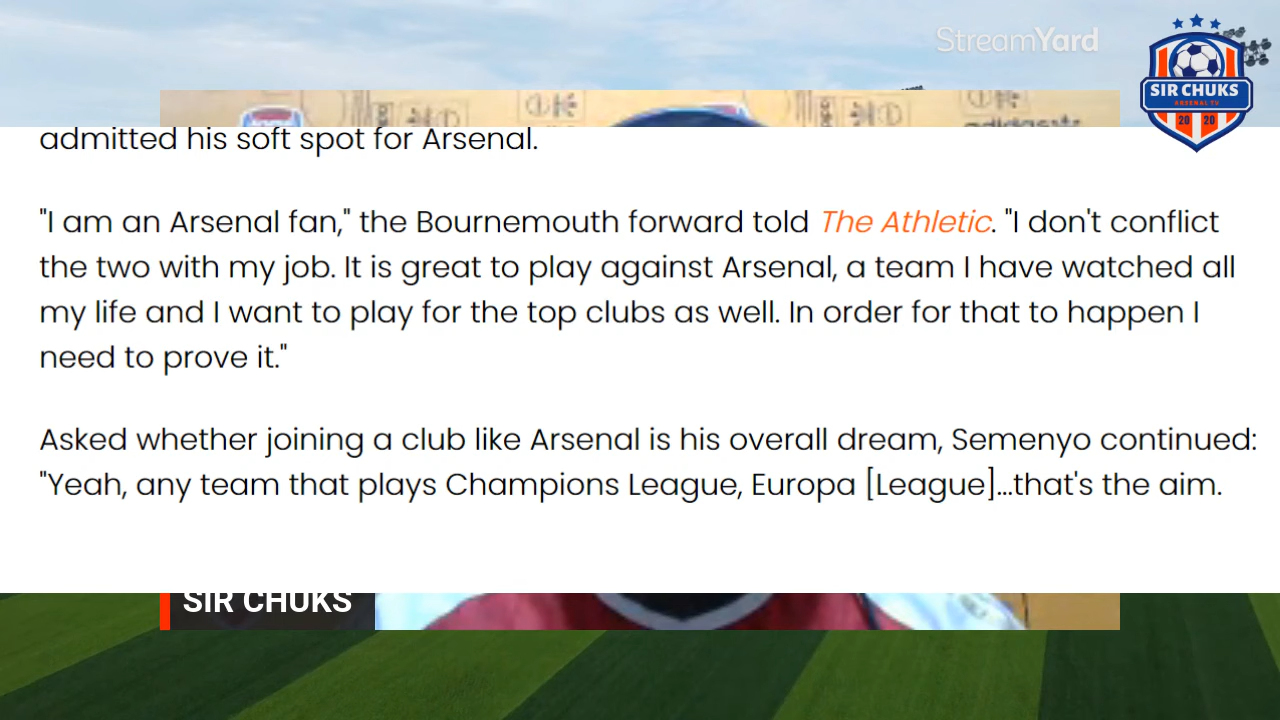 StreamYard
SIR CHUKS
ARSENAL TV
20 20
admitted his soft spot for Arsenal.
"I am an Arsenal fan," the Bournemouth forward told The Athletic. "I don't conflict
the two with my job. It is great to play against Arsenal, a team I have watched all
my life and I want to play for the top clubs as well. In order for that to happen I
need to prove it."
Asked whether joining a club like Arsenal is his overall dream, Semenyo continued:
"Yeah, any team that plays Champions League, Europa [League]...that's the aim.
SIR CHUKS